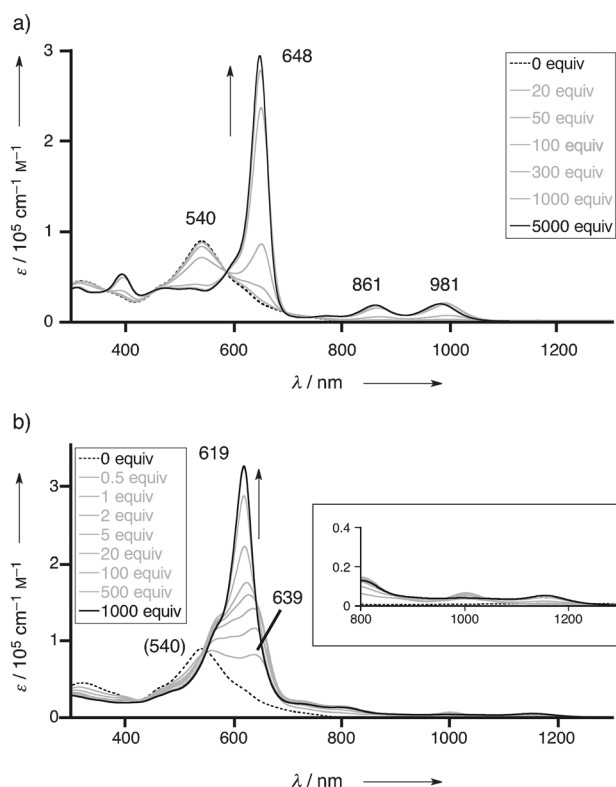 a)
ε / 10⁵ cm⁻¹ M⁻¹
3
2
1
0
648
540
861
981
0 equiv
20 equiv
50 equiv
100 equiv
300 equiv
1000 equiv
5000 equiv
400 600 800 1000 1200
λ / nm
b)
ε / 10⁵ cm⁻¹ M⁻¹
3
2
1
0
0 equiv
0.5 equiv
1 equiv
2 equiv
5 equiv
20 equiv
100 equiv
500 equiv
1000 equiv
619
639
(540)
0.4
0.2
0
800 1000 1200
400 600 800 1000 1200
λ / nm